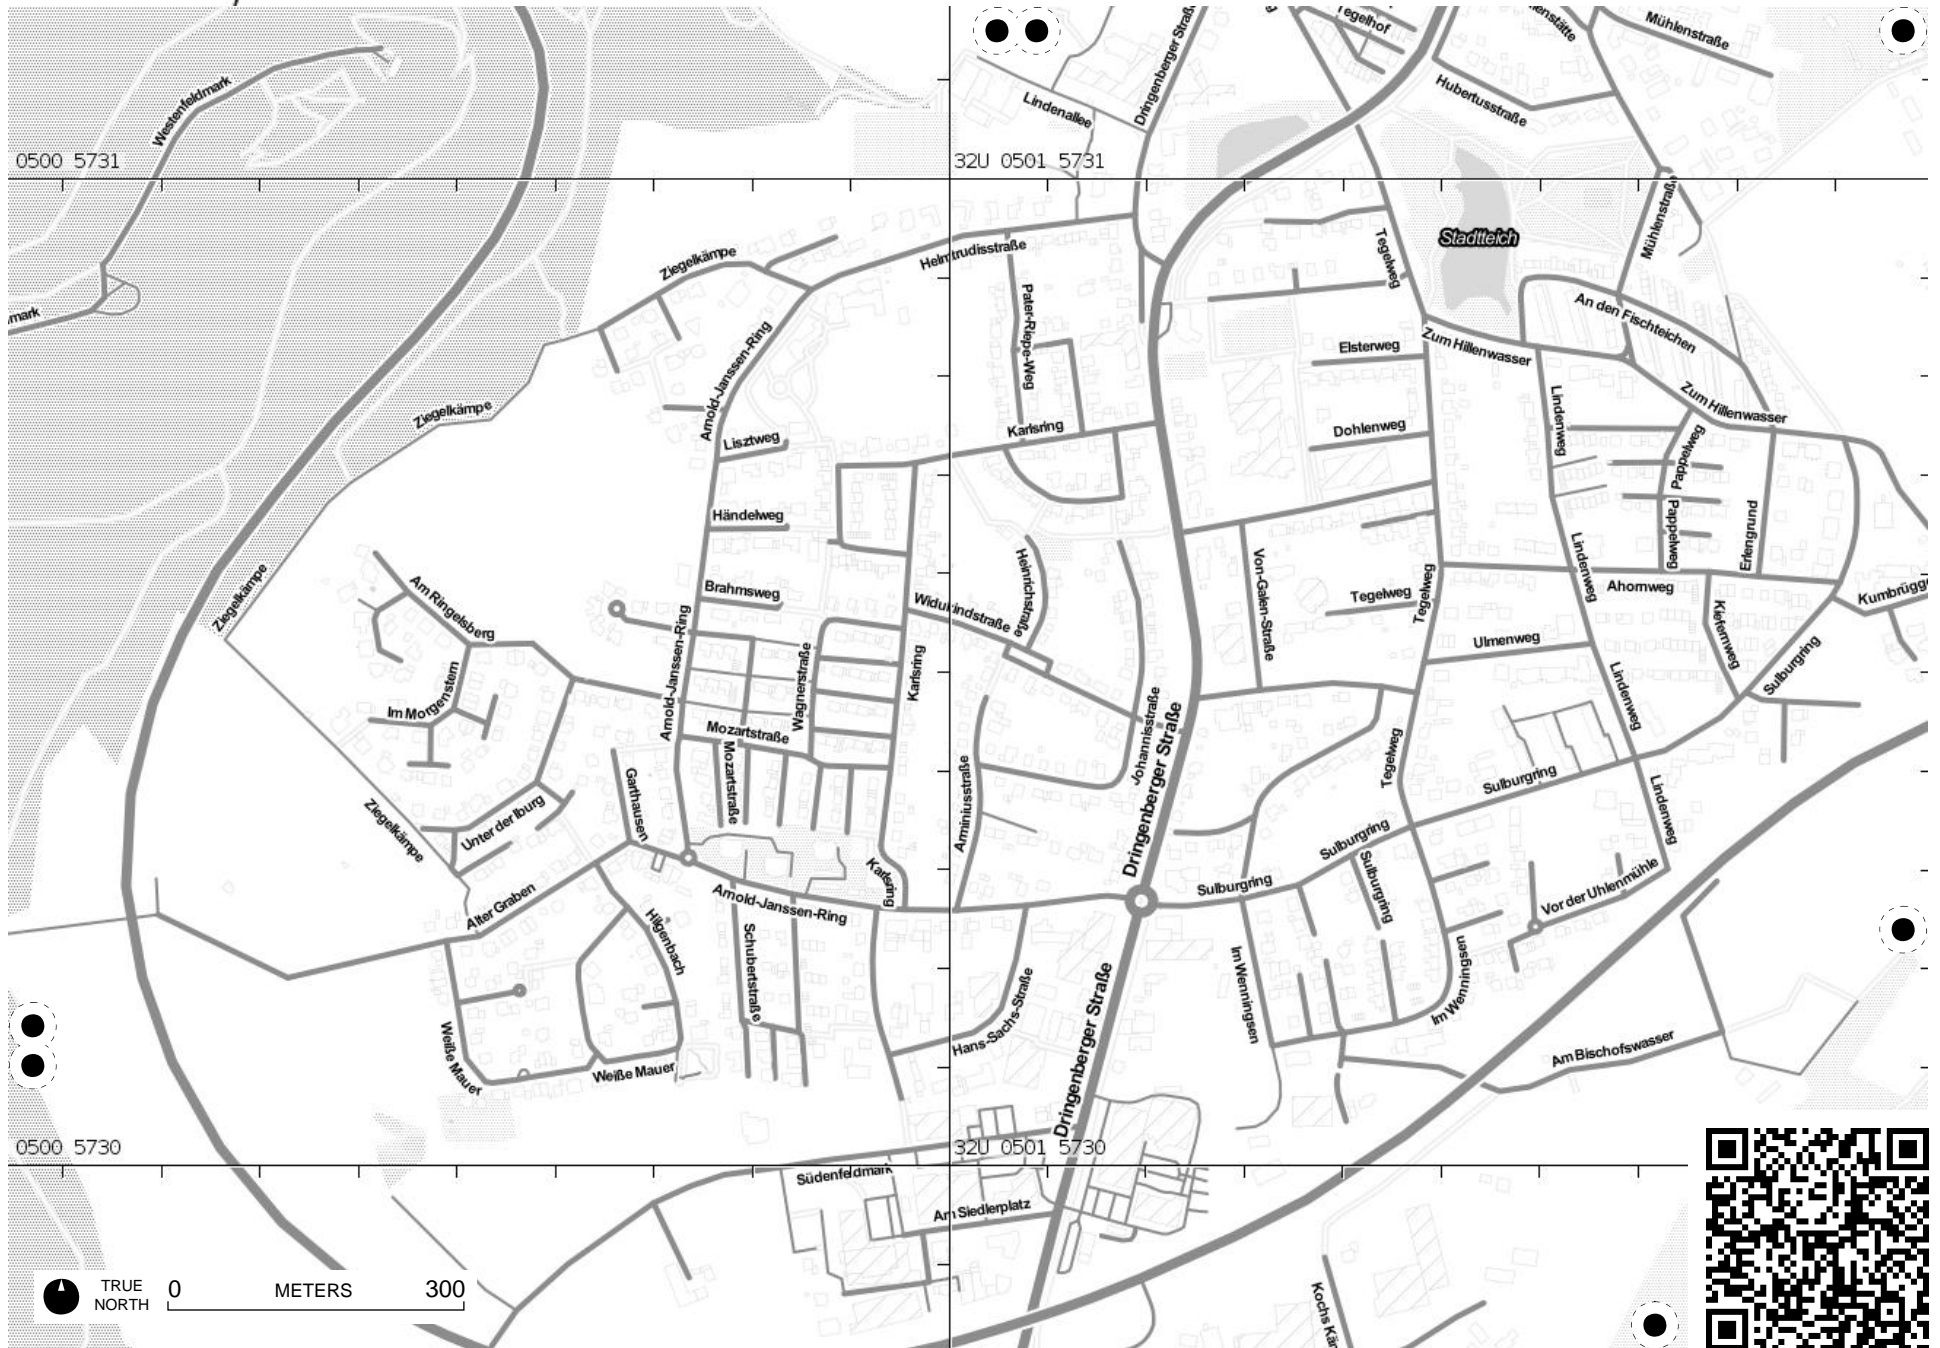 Tegelhof
Mühlenstraße
Dringenberger Straße
Westenfeldmark
Hubertusstraße
Lindenallee
0500 5731
32U 0501 5731
Mühlenstraße
Stadtteich
Tegelweg
Helmtrudisstraße
Ziegelkämpe
Pater-Riepe-Weg
An den Fischteichen
mark
Zum Hillenwasser
Elsterweg
Arnold-Janssen-Ring
Zum Hillenwasser
Ziegelkämpe
Lindenweg
Karlsring
Dohlenweg
Lisztweg
Pappelweg
Händelweg
Pappelweg
Erlengrund
Heinrichstraße
Von-Galen-Straße
Lindenweg
Ziegelkämpe
Am Ringelsberg
Brahmsweg
Widukindstraße
Tegelweg
Tegelweg
Ahornweg
Kumbrügge
Kiefernweg
Ulmenweg
Arnold-Janssen-Ring
Wagnerstraße
Karlsring
Sulburgring
Im Morgenstern
Lindenweg
Johannisstraße
Mozartstraße
Dringenberger Straße
Tegelweg
Mozartstraße
Garthausen
Arminiusstraße
Sulburgring
Lindenweg
Ziegelkämpe
Unter der Iburg
Sulburgring
Karlsring
Sulburgring
Sulburgring
Vor der Uhlenmühle
Alter Graben
Arnold-Janssen-Ring
Hilgenbach
Schubertstraße
Im Wenningsen
Im Wenningsen
Hans-Sachs-Straße
Dringenberger Straße
Weiße Mauer
Weiße Mauer
Am Bischofswasser
0500 5730
32U 0501 5730
Südenfeldmark
Am Siedlerplatz
TRUE
NORTH
0 METERS 300